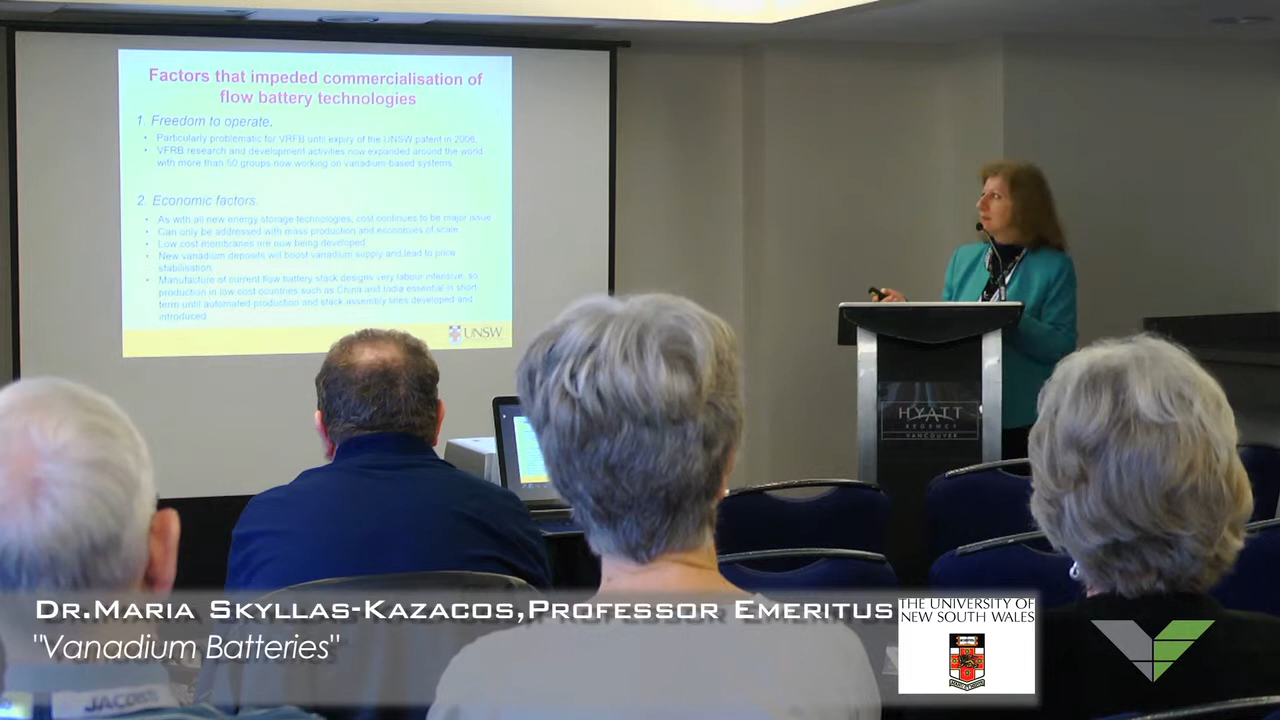 Factors that impeded commercialisation of
flow battery technologies
1. Freedom to operate.
• Particularly problematic for VRFB until expiry of the UNSW patent in 2006.
• VFRB research and development activities now expanded around the world
with more than 50 groups now working on vanadium-based systems.
2. Economic factors.
• As with all new energy storage technologies, cost continues to be major issue
• Can only be addressed with mass production and economies of scale
• Low cost membranes are now being developed
• New vanadium deposits will boost vanadium supply and lead to price
stabilisation.
• Manufacture of current flow battery stack designs very labour intensive, so
production in low cost countries such as China and India essential in short
term until automated production and stack assembly lines developed and
introduced
UNSW
HYATT
REGENCY
VANCOUVER
DR.MARIA SKYLLAS-KAZACOS,PROFESSOR EMERITUS
"Vanadium Batteries"
THE UNIVERSITY OF
NEW SOUTH WALES
JACOBS